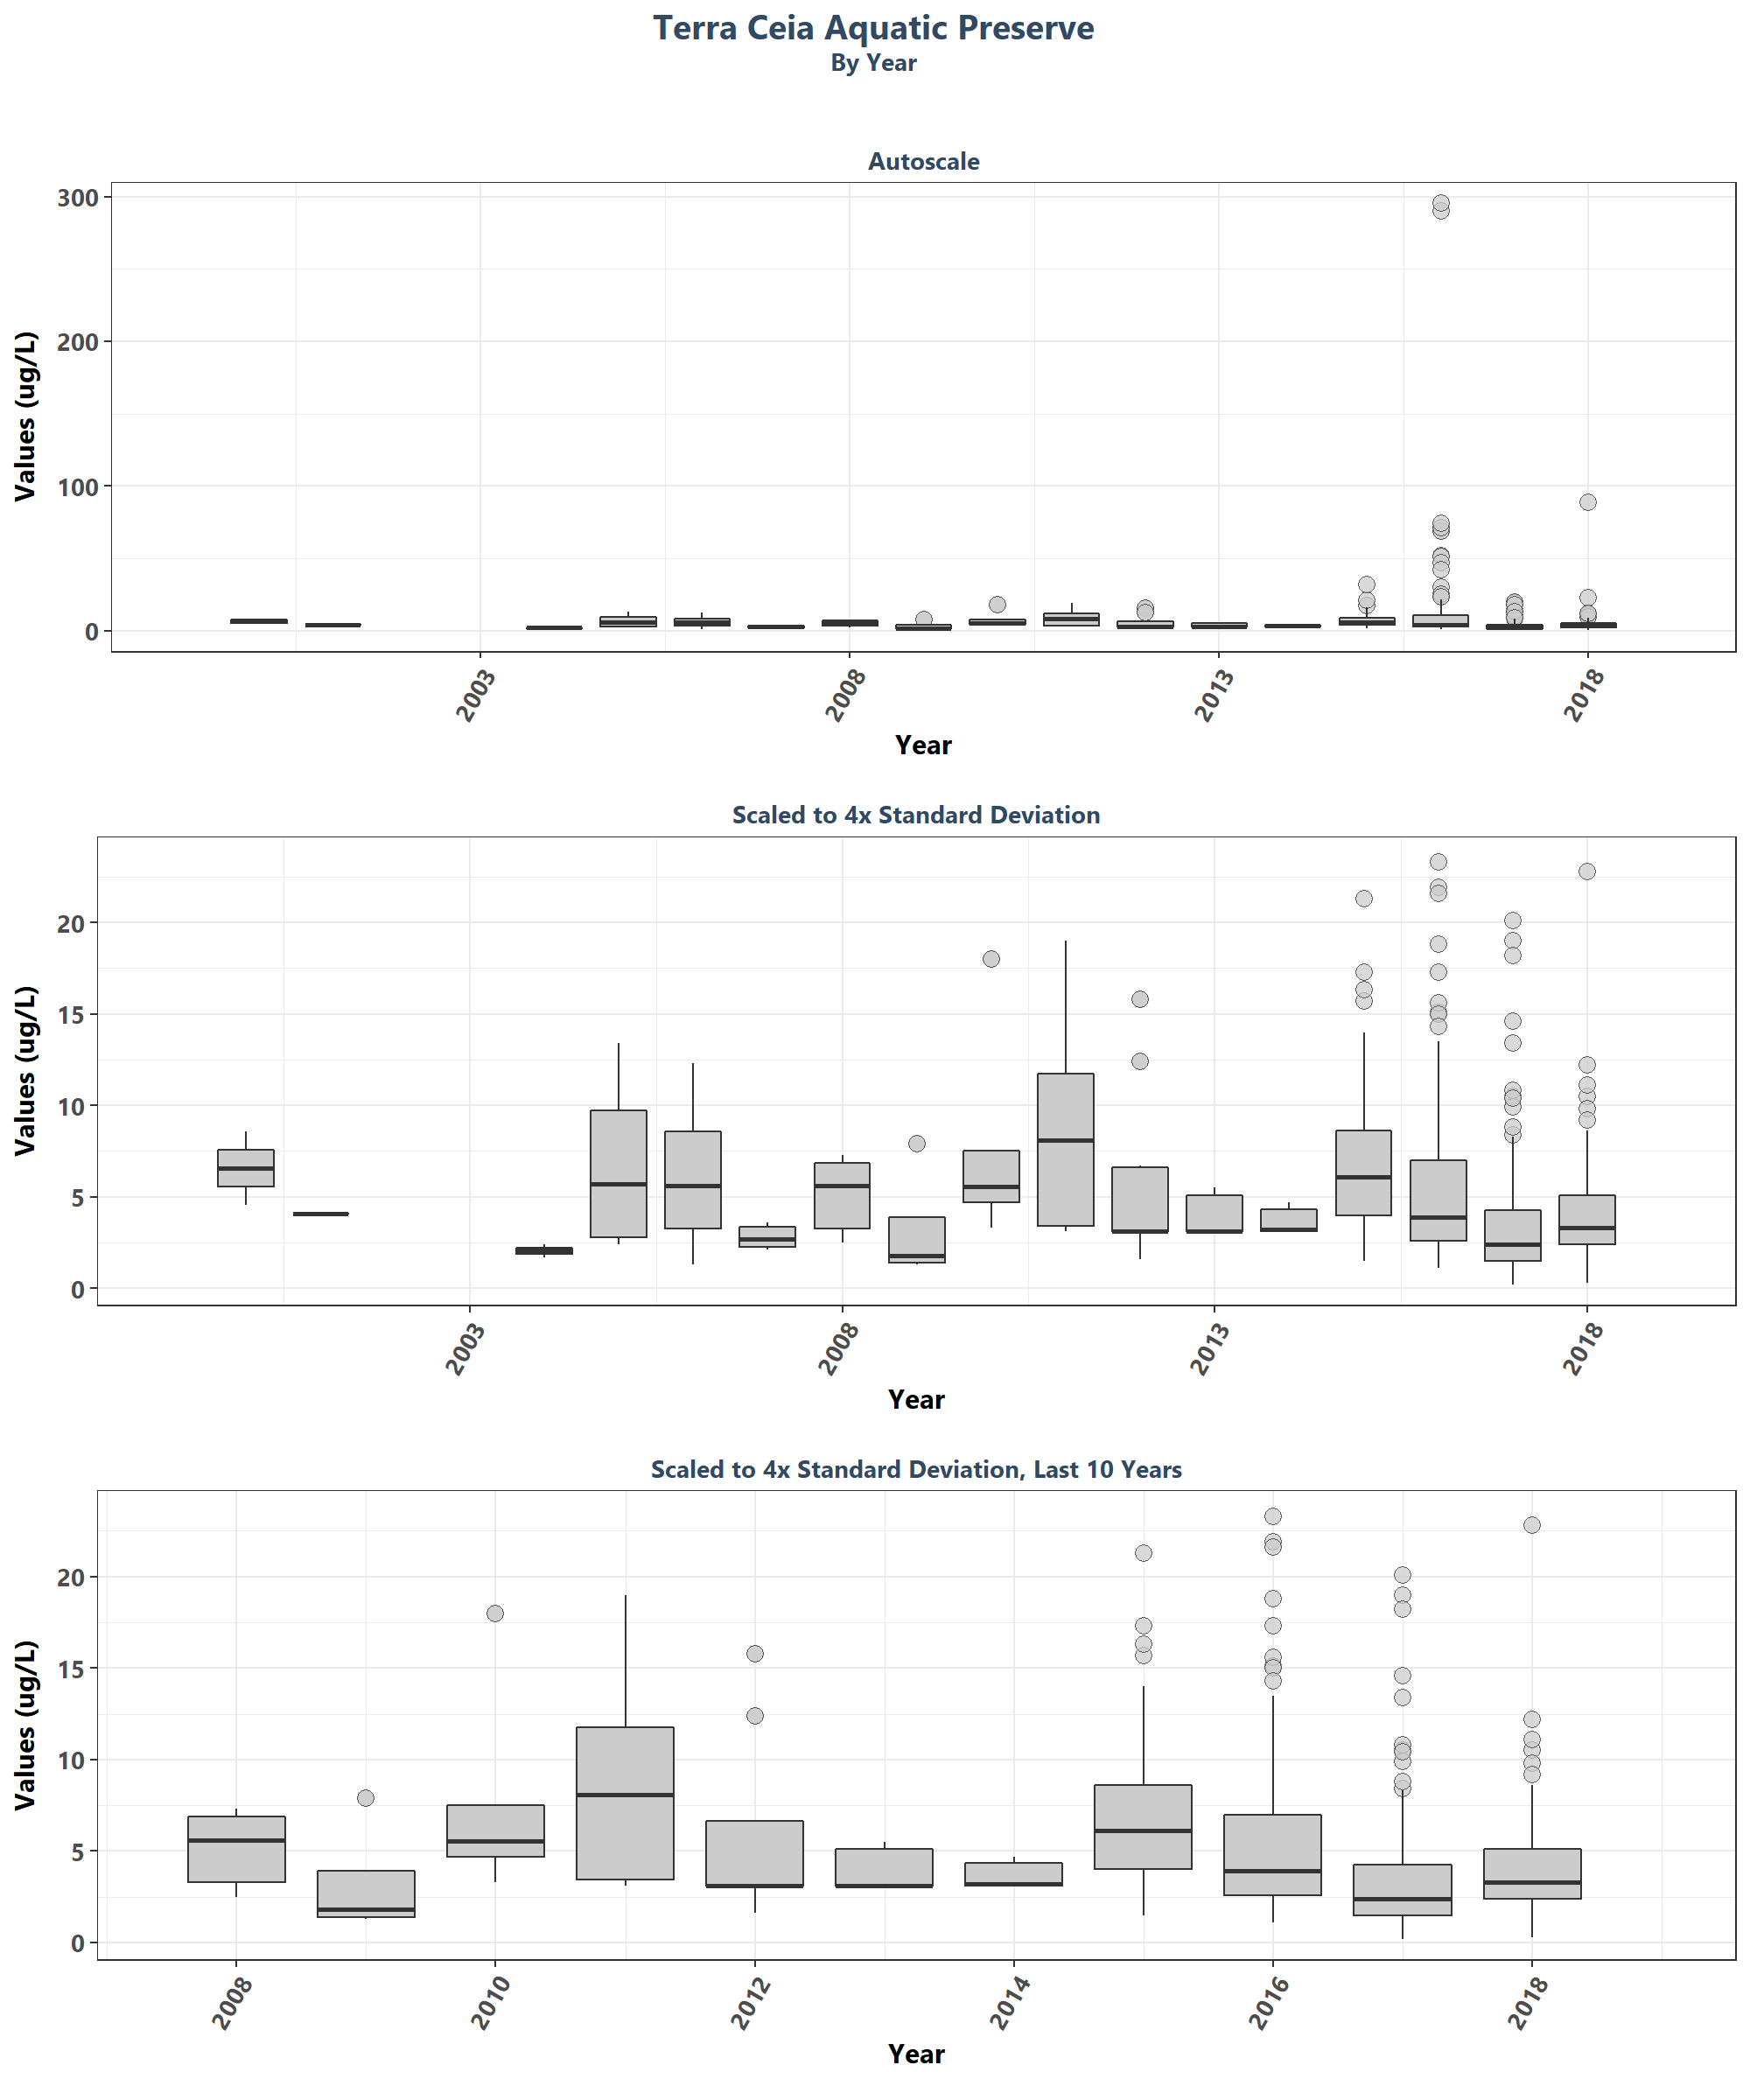 Terra Ceia Aquatic Preserve
By Year
Autoscale
Values (ug/L)
300
200
100
0
2003
2008
2013
2018
Year
Scaled to 4x Standard Deviation
Values (ug/L)
20
15
10
5
0
2003
2008
2013
2018
Year
Scaled to 4x Standard Deviation, Last 10 Years
Values (ug/L)
20
15
10
5
0
2008
2010
2012
2014
2016
2018
Year